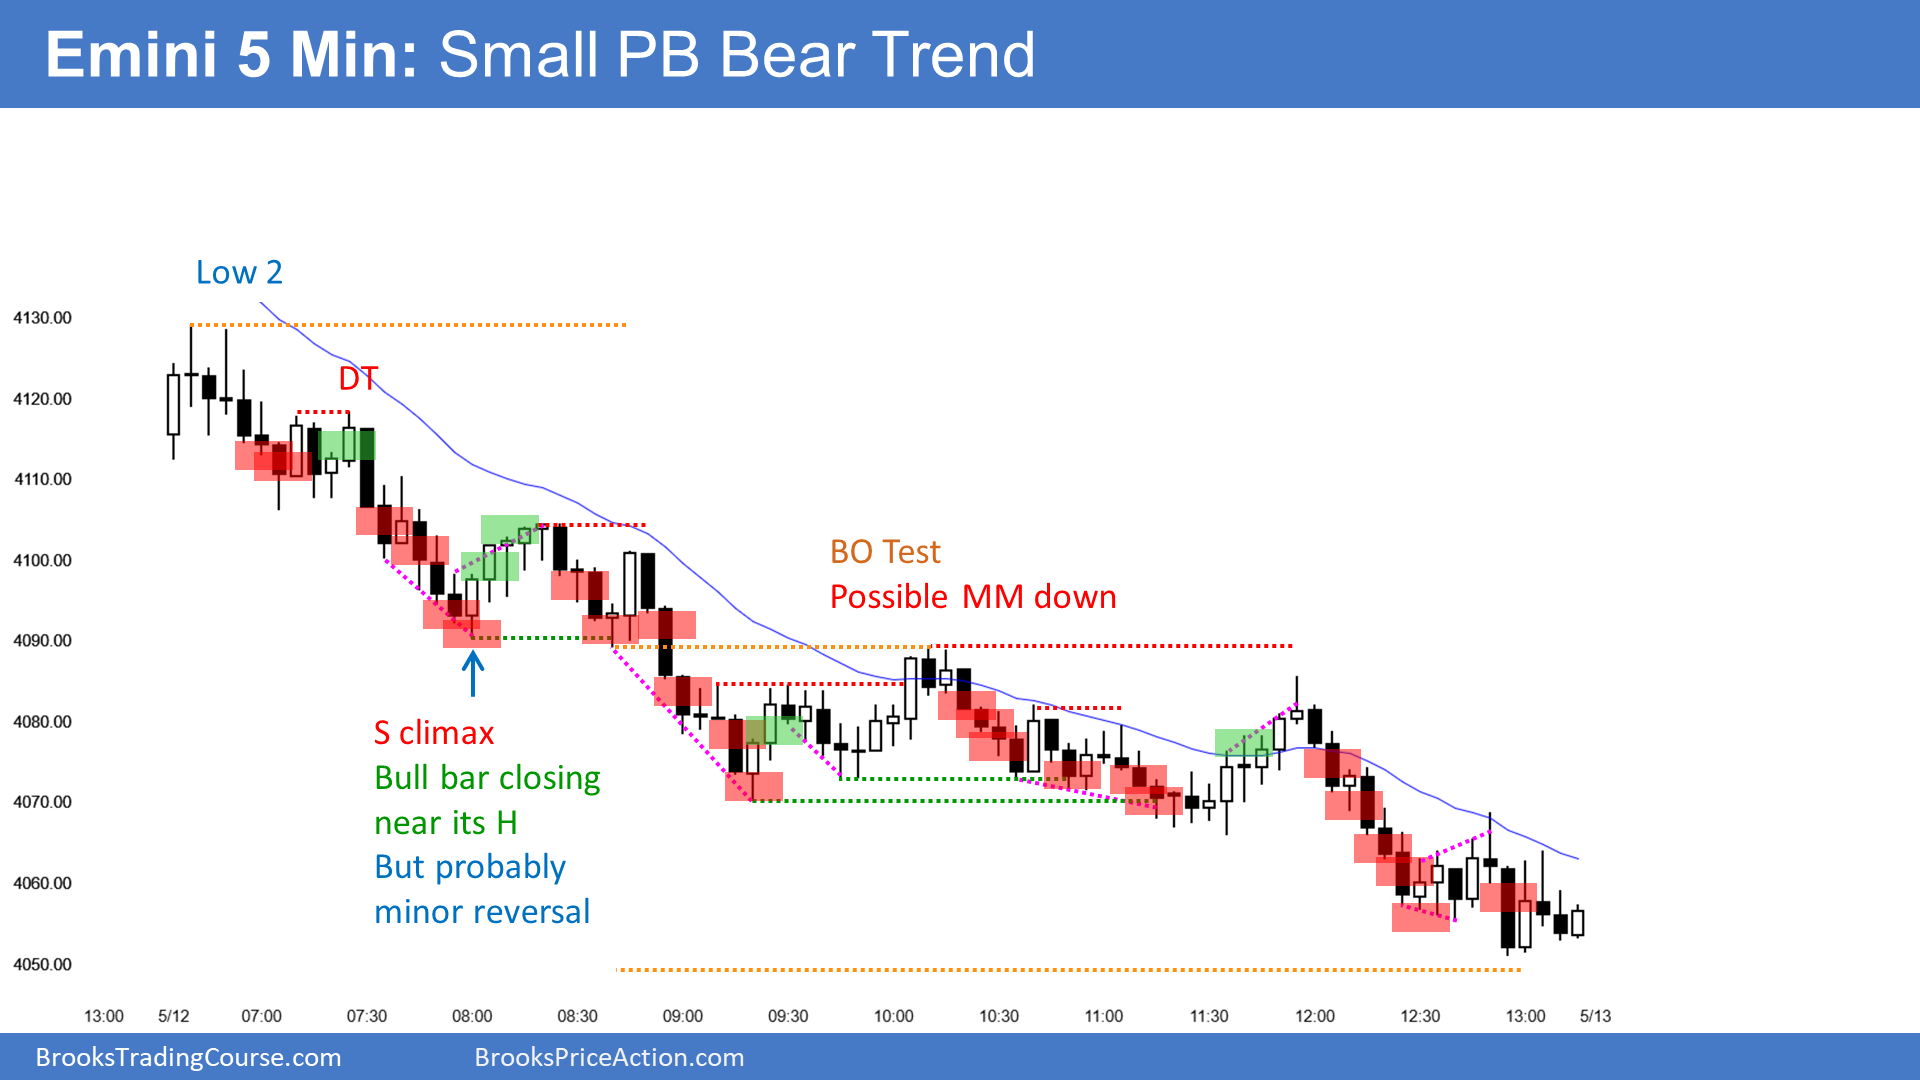 Emini 5 Min: Small PB Bear Trend
Low 2
4130.00
DT
4120.00
4110.00
4100.00
BO Test
Possible MM down
4090.00
4080.00
S climax
Bull bar closing
near its H
But probably
minor reversal
4070.00
4060.00
4050.00
13:00 5/12 07:00 07:30 08:00 08:30 09:00 09:30 10:00 10:30 11:00 11:30 12:00 12:30 13:00 5/13
BrooksTradingCourse.com BrooksPriceAction.com